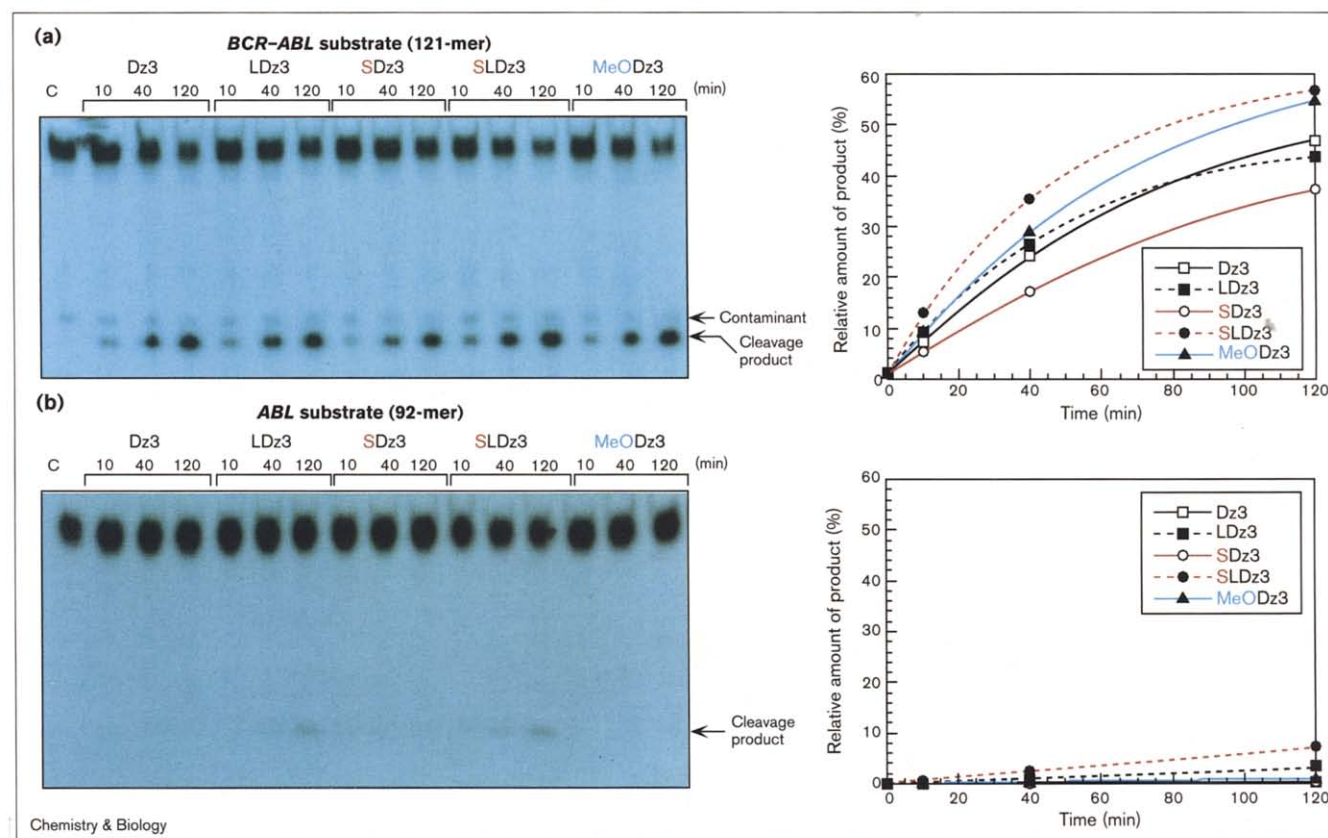 (a)
BCR–ABL substrate (121-mer)
Dz3 LDz3 SDz3 SLDz3 MeODz3
C 10 40 120 10 40 120 10 40 120 10 40 120 10 40 120 (min)
Contaminant
Cleavage
product
60
50
40
30
20
10
0
Relative amount of product (%)
Dz3
LDz3
SDz3
SLDz3
MeODz3
0 20 40 60 80 100 120
Time (min)
(b)
ABL substrate (92-mer)
Dz3 LDz3 SDz3 SLDz3 MeODz3
C 10 40 120 10 40 120 10 40 120 10 40 120 10 40 120 (min)
Cleavage
product
60
50
40
30
20
10
0
Relative amount of product (%)
Dz3
LDz3
SDz3
SLDz3
MeODz3
0 20 40 60 80 100 120
Time (min)
Chemistry & Biology